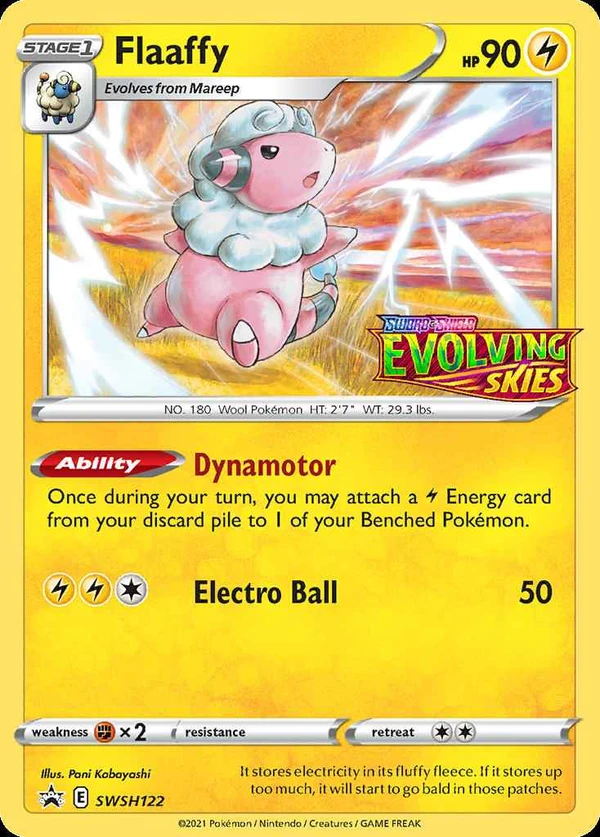 STAGE 1
Flaaffy
HP 90
Evolves from Mareep
SWORD & SHIELD
EVOLVING
SKIES
NO. 180 Wool Pokémon HT: 2'7" WT: 29.3 lbs.
Ability Dynamotor
Once during your turn, you may attach a Energy card
from your discard pile to 1 of your Benched Pokémon.
Electro Ball 50
weakness ×2 resistance retreat
Illus. Pani Kobayashi
It stores electricity in its fluffy fleece. If it stores up
too much, it will start to go bald in those patches.
E SWSH122
©2021 Pokémon / Nintendo / Creatures / GAME FREAK